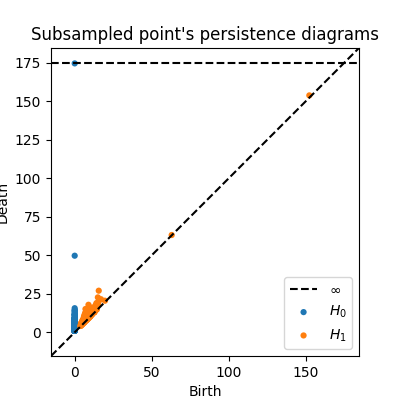 Subsampled point's persistence diagrams
175
150
125
100
75
50
25
0
Death
0
50
100
150
Birth
∞
H₀
H₁